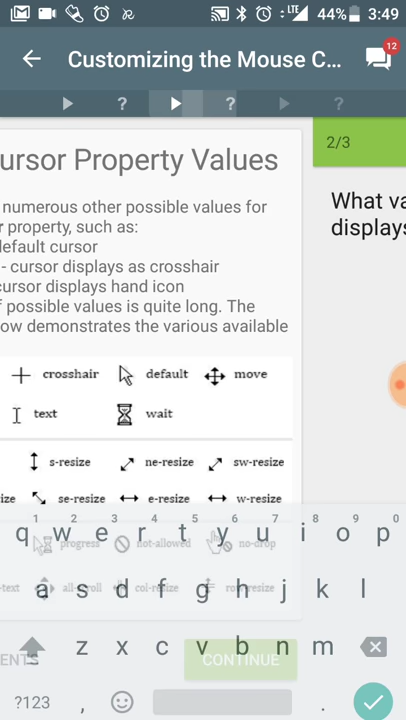 LTE 44% 3:49
Customizing the Mouse C... 12
? ? ?
ursor Property Values
numerous other possible values for
r property, such as:
default cursor
- cursor displays as crosshair
cursor displays hand icon
f possible values is quite long. The
ow demonstrates the various available
crosshair default move
text wait
s-resize ne-resize sw-resize
ize se-resize e-resize w-resize
progress not-allowed no-drop
-text all-scroll col-resize row-resize
ENTS CONTINUE
2/3
What va
displays
1 2 3 4 5 6 7 8 9 0
q w e r t y u i o p
a s d f g h j k l
z x c v b n m
?123 , .